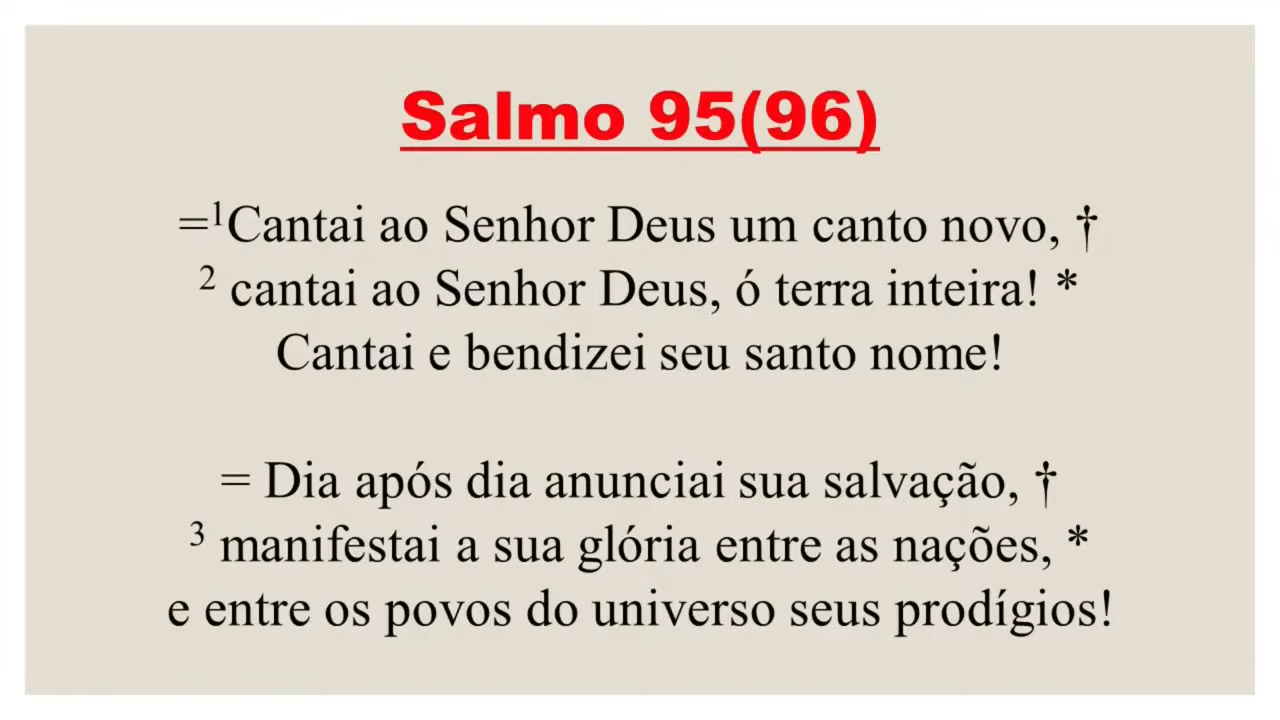 Salmo 95(96)
=¹Cantai ao Senhor Deus um canto novo, †
² cantai ao Senhor Deus, ó terra inteira! *
Cantai e bendizei seu santo nome!
= Dia após dia anunciai sua salvação, †
³ manifestai a sua glória entre as nações, *
e entre os povos do universo seus prodígios!